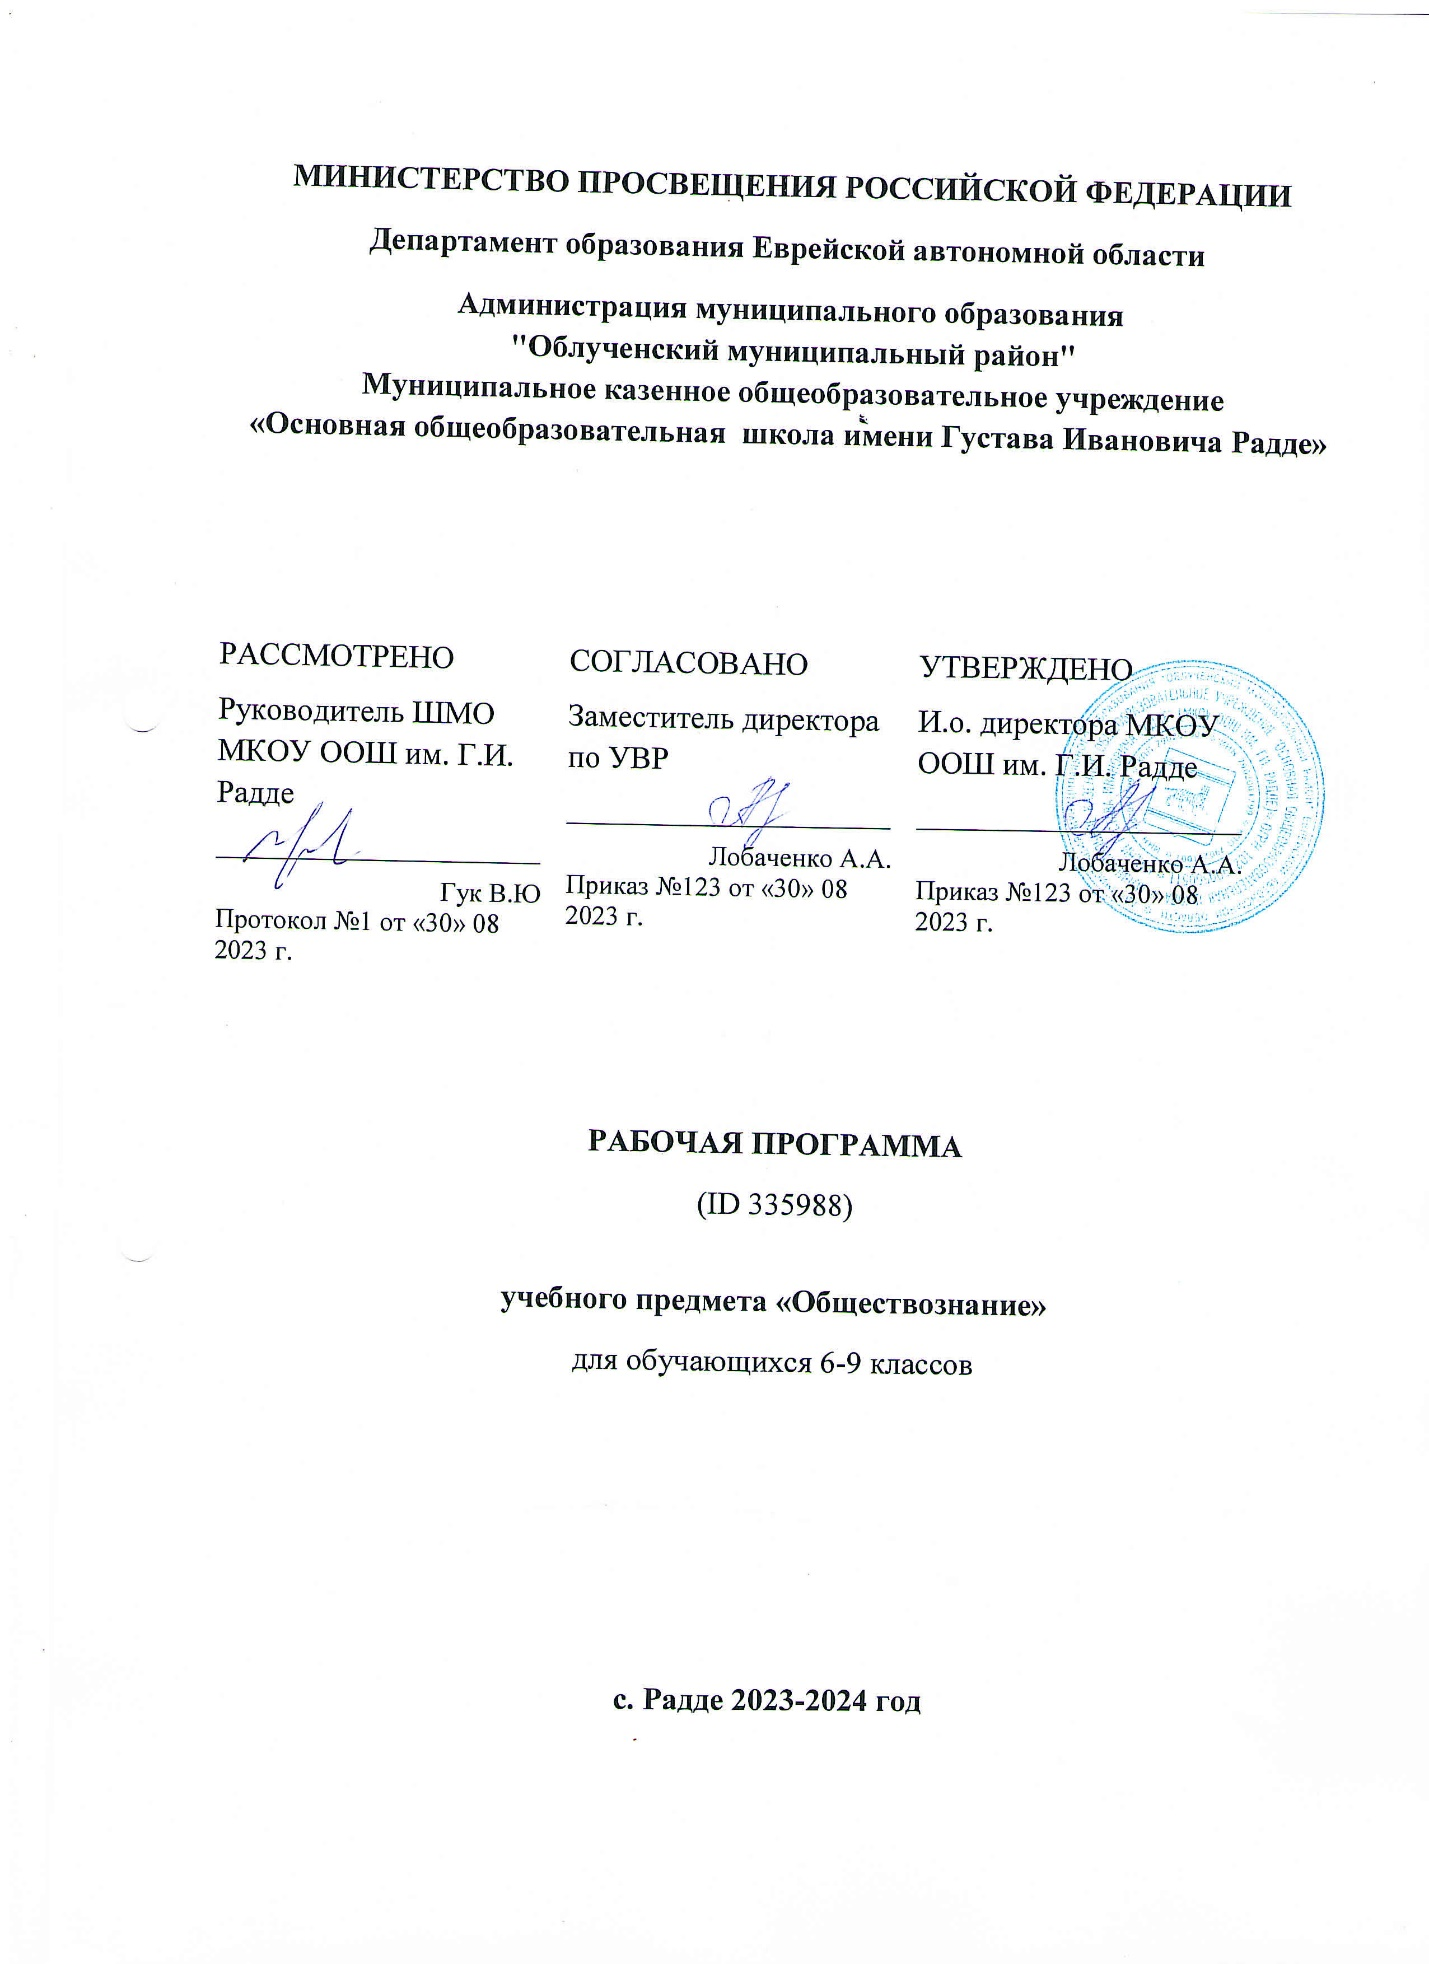 МИНИСТЕРСТВО ПРОСВЕЩЕНИЯ РОССИЙСКОЙ ФЕДЕРАЦИИ
Департамент образования Еврейской автономной области
Администрация муниципального образования
"Облученский муниципальный район"
Муниципальное казенное общеобразовательное учреждение
«Основная общеобразовательная школа имени Густава Ивановича Радде»
РАССМОТРЕНО
Руководитель ШМО
МКОУ ООШ им. Г.И.
Радде
Гук В.Ю
Протокол №1 от «30» 08
2023 г.
СОГЛАСОВАНО
Заместитель директора
по УВР
Лобаченко А.А.
Приказ №123 от «30» 08
2023 г.
УТВЕРЖДЕНО
И.о. директора МКОУ
ООШ им. Г.И. Радде
Лобаченко А.А.
Приказ №123 от «30» 08
2023 г.
РАБОЧАЯ ПРОГРАММА
(ID 335988)
учебного предмета «Обществознание»
для обучающихся 6-9 классов
с. Радде 2023-2024 год